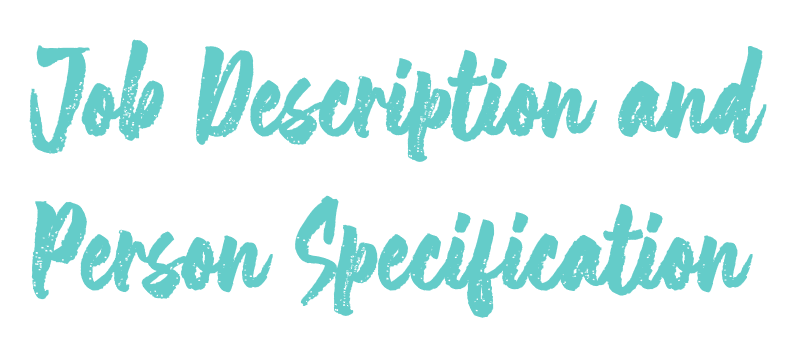 Job Description and
Person Specification